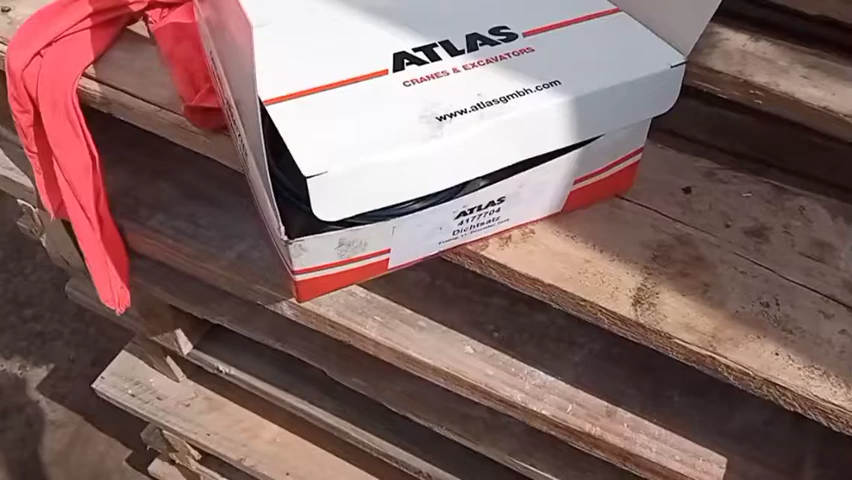 ATLAS
CRANES & EXCAVATORS
www.atlasgmbh.com
ATLAS
4177704
Dichtsatz